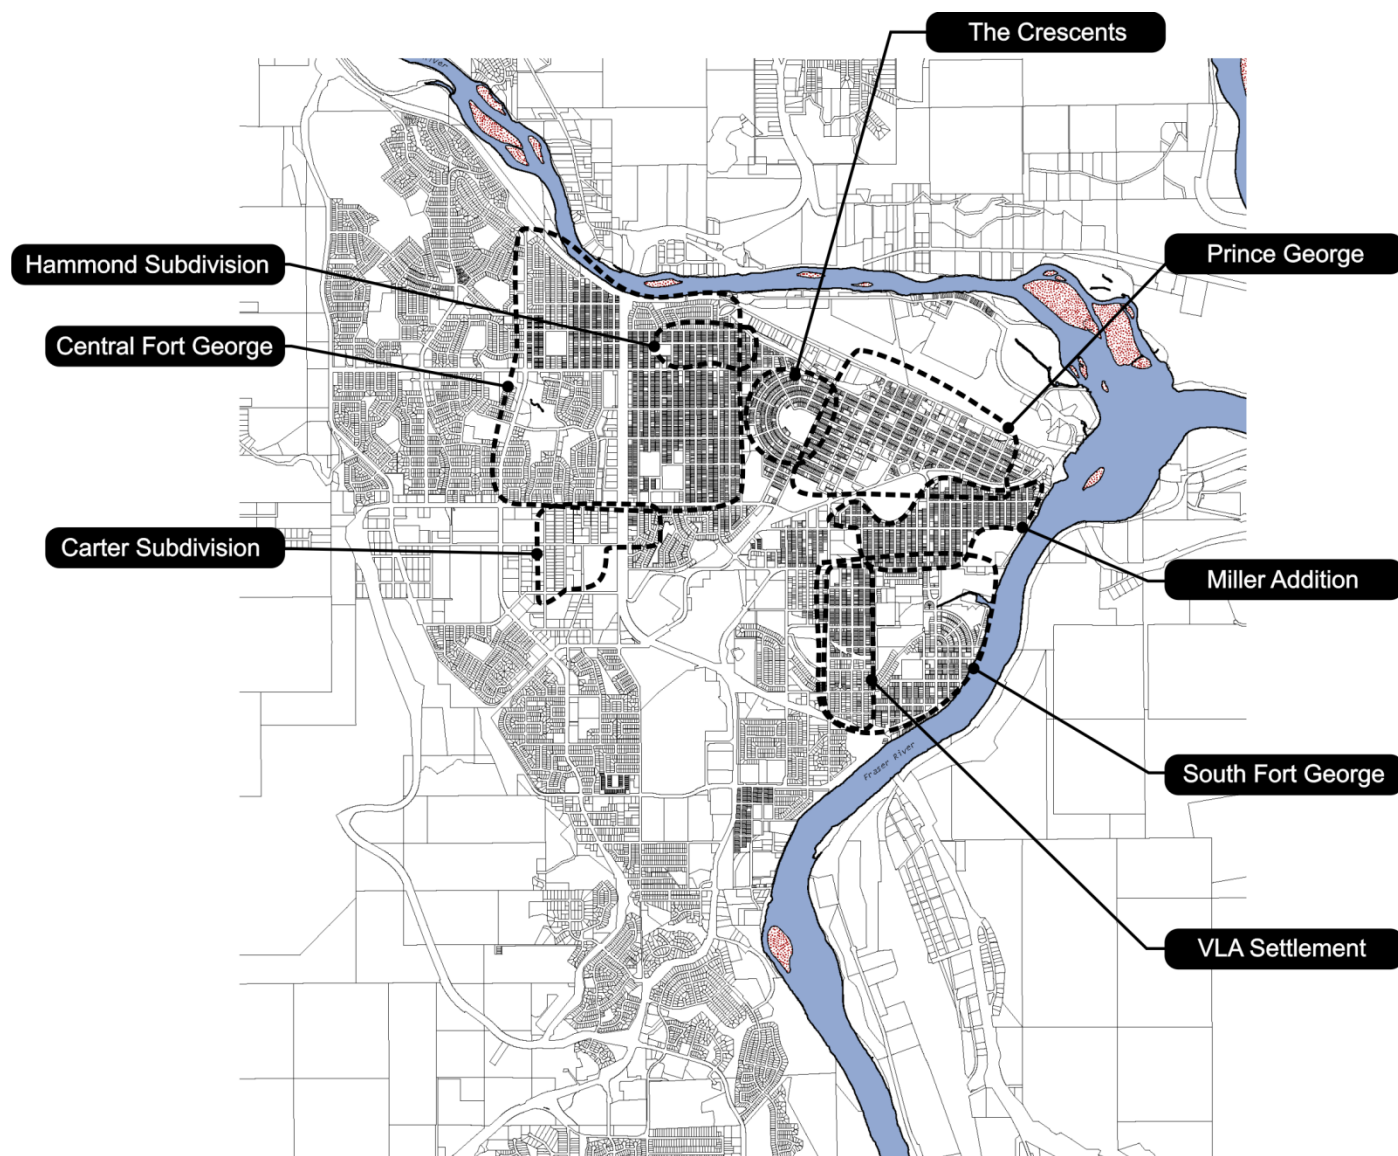 The Crescents
River
Prince George
Hammond Subdivision
Central Fort George
Carter Subdivision
Miller Addition
South Fort George
Fraser River
VLA Settlement